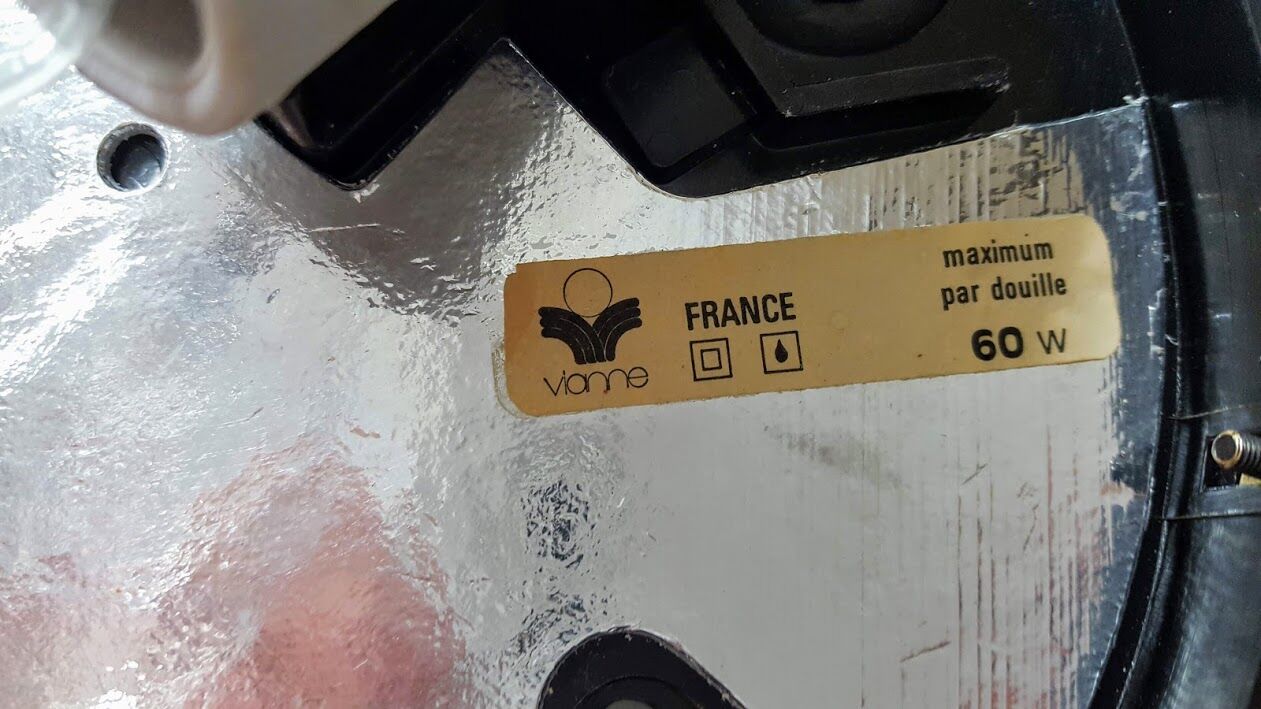 vianne
FRANCE
maximum
par douille
60 W